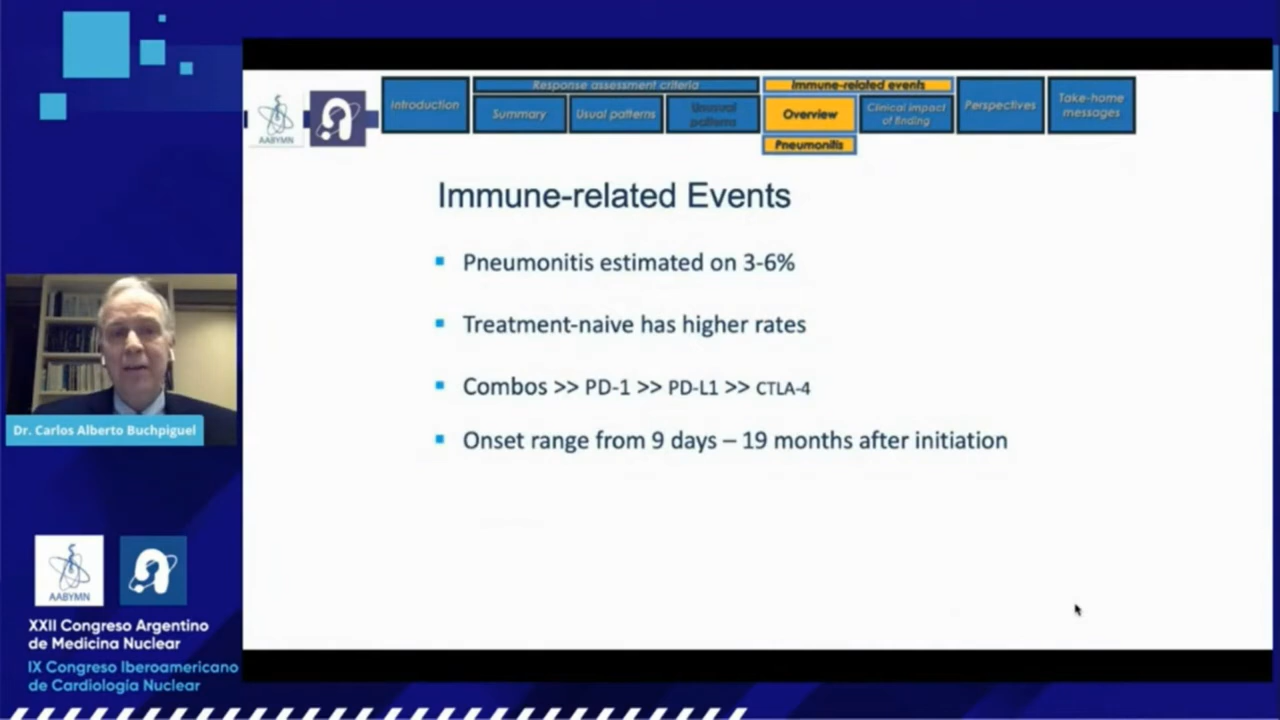 Response assessment criteria
Immune-related events
Introduction
Summary
Usual patterns
Unusual
patterns
Overview
Clinical impact
of finding
Perspectives
Take-home
messages
Pneumonitis
AABYMN
Immune-related Events
Pneumonitis estimated on 3-6%
Treatment-naive has higher rates
Combos >> PD-1 >> PD-L1 >> CTLA-4
Onset range from 9 days – 19 months after initiation
Dr. Carlos Alberto Buchpiguel
AABYMN
XXII Congreso Argentino
de Medicina Nuclear
IX Congreso Iberoamericano
de Cardiología Nuclear